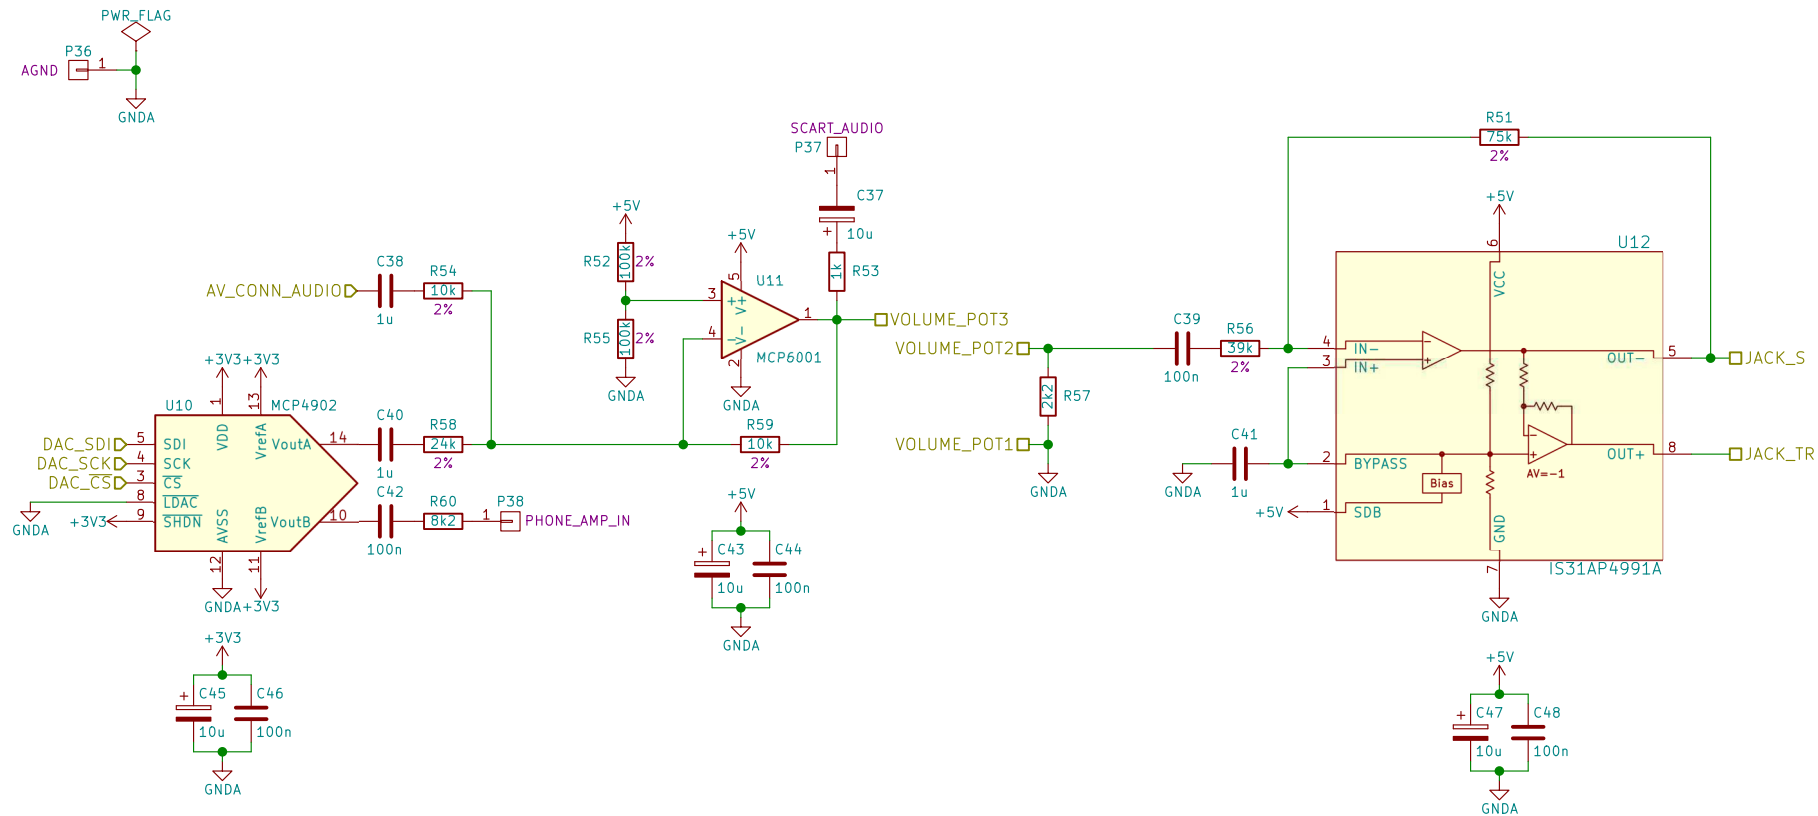 PWR_FLAG
P36
AGND
1
GNDA
SCART_AUDIO
P37
1
C37
+
10u
R53
1k
+5V
R52
100k
2%
+5V
5
U11
3
+
V+
1
4
-
V-
2
MCP6001
GNDA
R55
100k
2%
GNDA
VOLUME_POT3
AV_CONN_AUDIO
C38
1u
R54
10k
2%
+3V3
+3V3
U10
1
13
MCP4902
VDD
VrefA
VoutA
14
DAC_SDI
5
SDI
DAC_SCK
4
SCK
DAC_CS
3
CS
8
LDAC
GNDA
+3V3
9
SHDN
AVSS
VrefB
VoutB
10
12
11
GNDA
+3V3
C40
1u
R58
24k
2%
R59
10k
2%
C42
100n
R60
8k2
1
P38
PHONE_AMP_IN
+5V
+
C43
10u
C44
100n
GNDA
+3V3
+
C45
10u
C46
100n
GNDA
VOLUME_POT2
R57
2k2
VOLUME_POT1
GNDA
C39
100n
R56
39k
2%
R51
75k
2%
+5V
6
U12
VCC
4
IN-
3
IN+
-
+
OUT-
5
JACK_S
C41
1u
GNDA
2
BYPASS
Bias
-
+
AV=-1
OUT+
8
JACK_TR
+5V
1
SDB
GND
7
IS31AP4991A
GNDA
+5V
+
C47
10u
C48
100n
GNDA